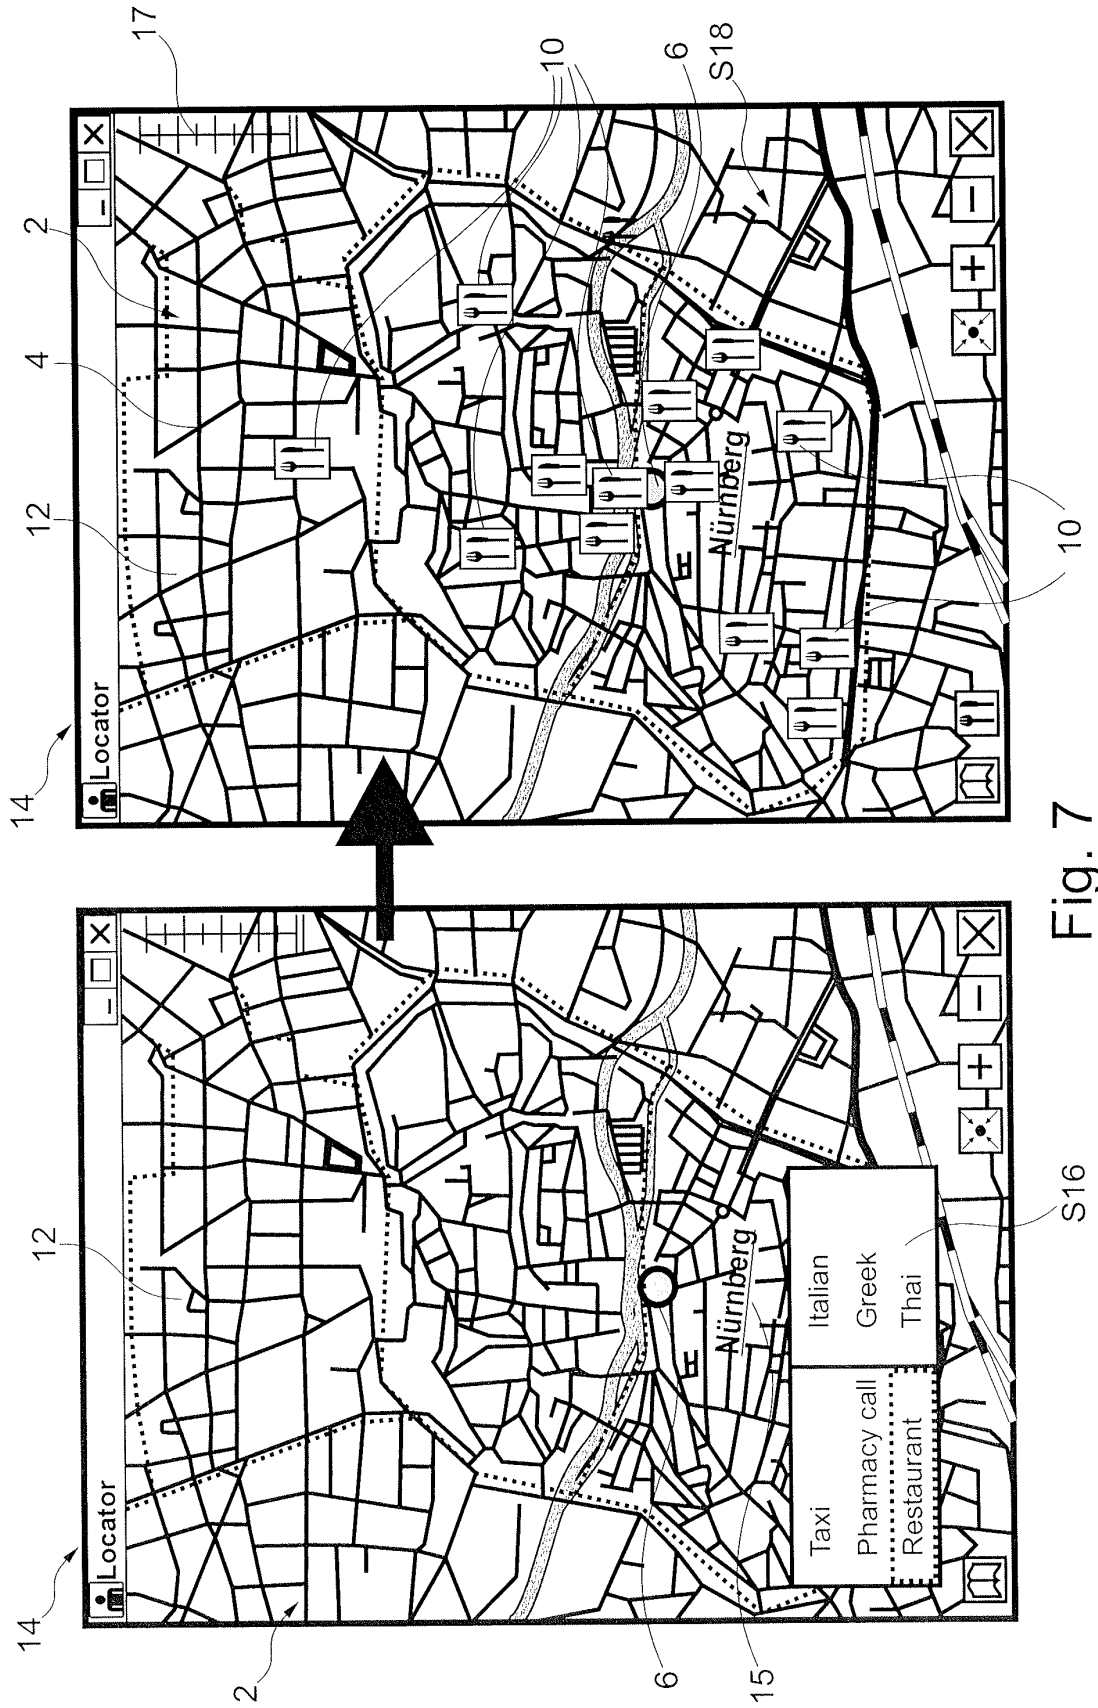 14
2
12
Locator
Nürnberg
Taxi
Pharmacy call
Restaurant
Italian
Greek
Thai
6
15
S16
14
12
4
2
17
Locator
10
6
S18
Nürnberg
10
Fig. 7